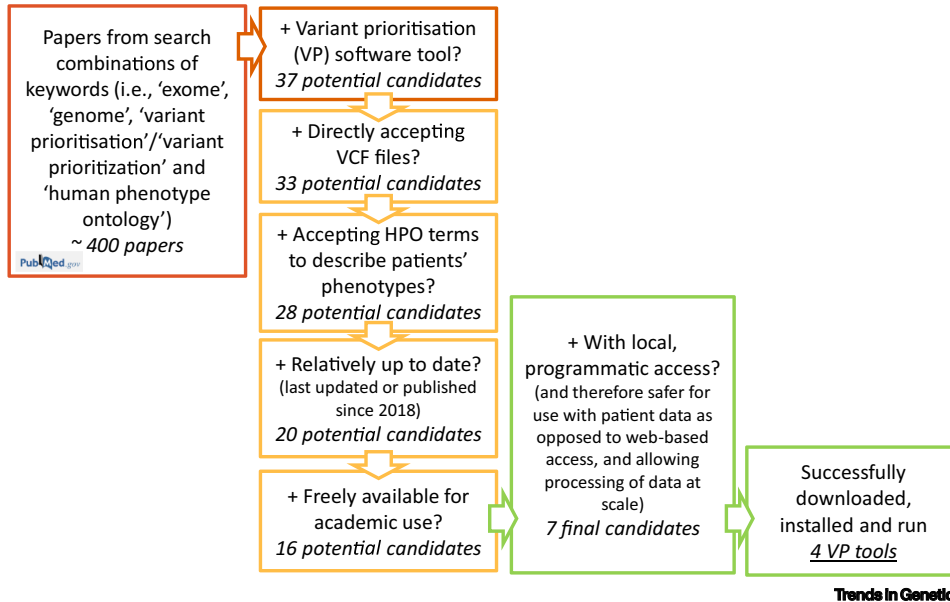 Papers from search
combinations of
keywords (i.e., ‘exome’,
‘genome’, ‘variant
prioritisation’/‘variant
prioritization’ and
‘human phenotype
ontology’)
~ 400 papers
PubMed.gov
+ Variant prioritisation
(VP) software tool?
37 potential candidates
+ Directly accepting
VCF files?
33 potential candidates
+ Accepting HPO terms
to describe patients’
phenotypes?
28 potential candidates
+ Relatively up to date?
(last updated or published
since 2018)
20 potential candidates
+ Freely available for
academic use?
16 potential candidates
+ With local,
programmatic access?
(and therefore safer for
use with patient data as
opposed to web-based
access, and allowing
processing of data at
scale)
7 final candidates
Successfully
downloaded,
installed and run
4 VP tools
Trends in